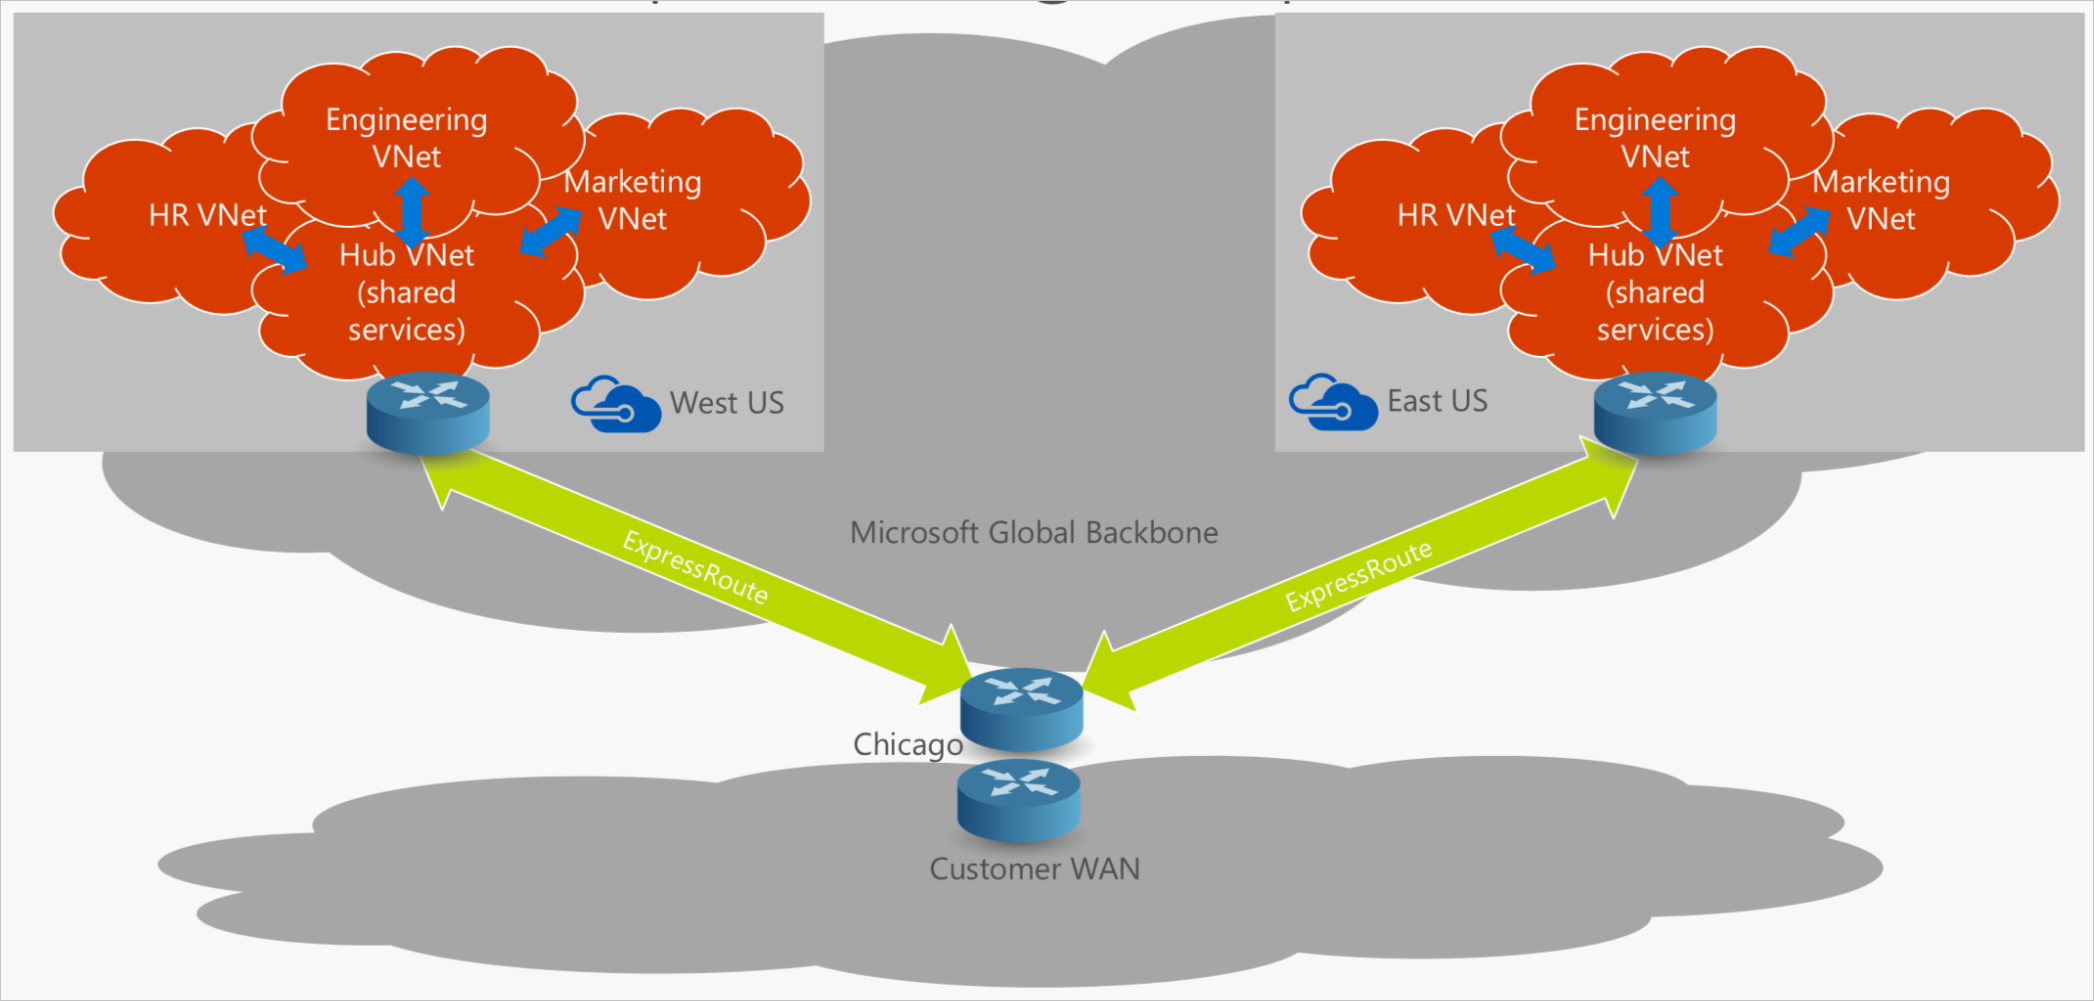 Engineering
VNet
HR VNet
Marketing
VNet
Hub VNet
(shared
services)
West US
Engineering
VNet
HR VNet
Marketing
VNet
Hub VNet
(shared
services)
East US
Microsoft Global Backbone
ExpressRoute
ExpressRoute
Chicago
Customer WAN